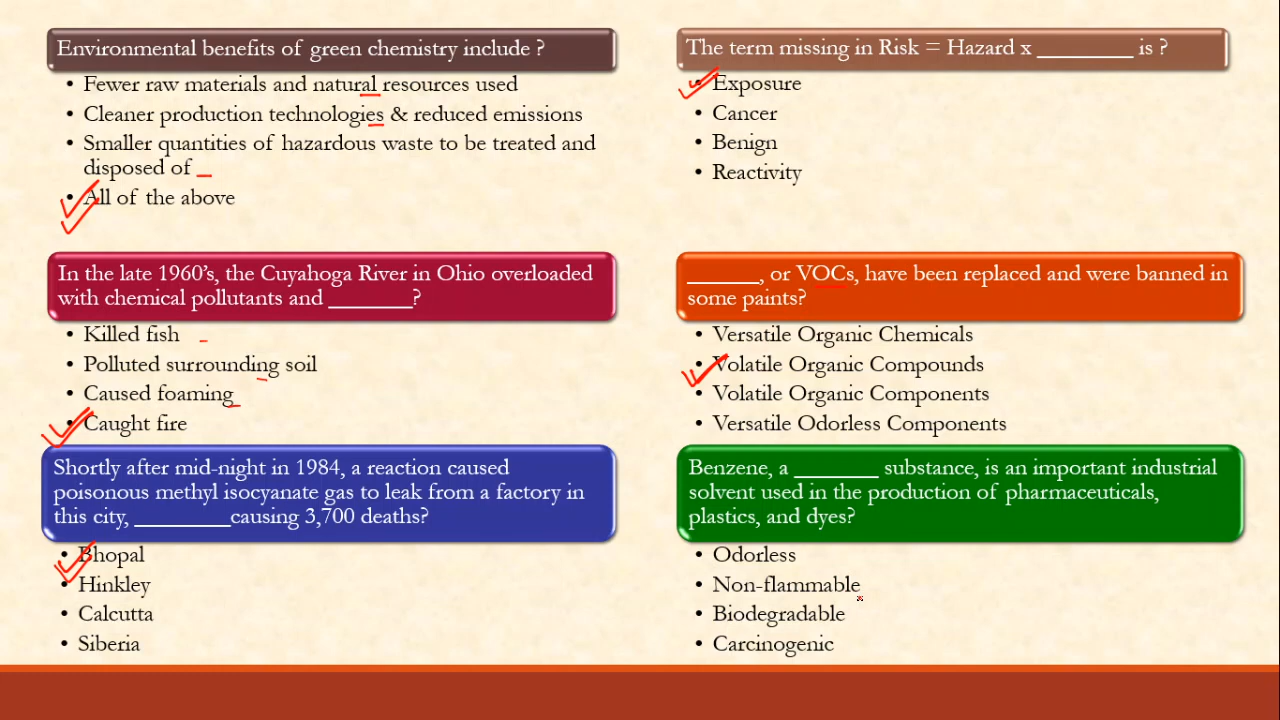 Environmental benefits of green chemistry include ?
• Fewer raw materials and natural resources used
• Cleaner production technologies & reduced emissions
• Smaller quantities of hazardous waste to be treated and
disposed of
• All of the above
The term missing in Risk = Hazard x ________ is ?
• Exposure
• Cancer
• Benign
• Reactivity
In the late 1960’s, the Cuyahoga River in Ohio overloaded
with chemical pollutants and _______?
• Killed fish
• Polluted surrounding soil
• Caused foaming
• Caught fire
______, or VOCs, have been replaced and were banned in
some paints?
• Versatile Organic Chemicals
• Volatile Organic Compounds
• Volatile Organic Components
• Versatile Odorless Components
Shortly after mid-night in 1984, a reaction caused
poisonous methyl isocyanate gas to leak from a factory in
this city, ________causing 3,700 deaths?
• Bhopal
• Hinkley
• Calcutta
• Siberia
Benzene, a _______ substance, is an important industrial
solvent used in the production of pharmaceuticals,
plastics, and dyes?
• Odorless
• Non-flammable
• Biodegradable
• Carcinogenic